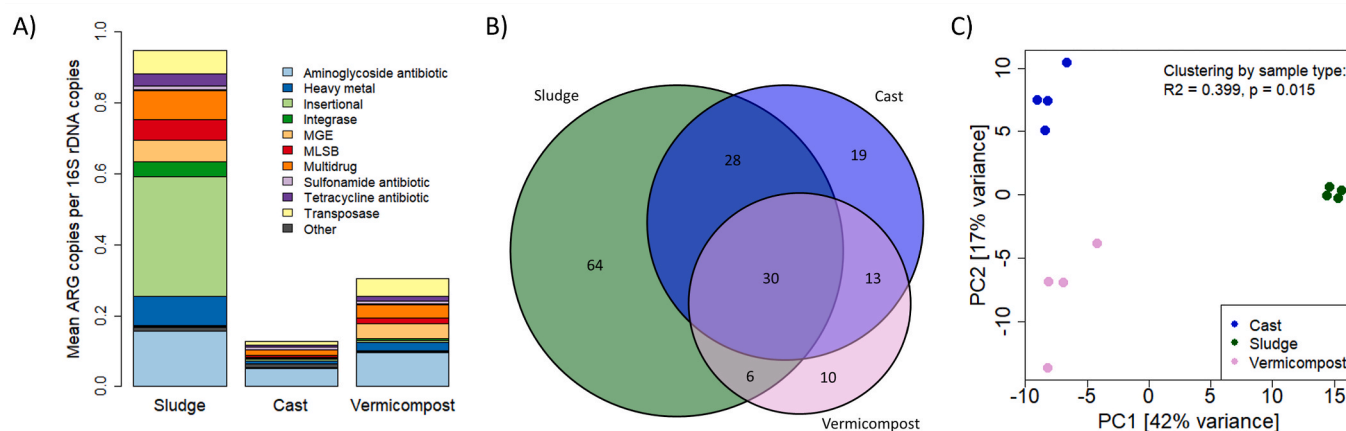 A)
Mean ARG copies per 16S rDNA copies
1.0
0.8
0.6
0.4
0.2
0.0
Aminoglycoside antibiotic
Heavy metal
Insertional
Integrase
MGE
MLSB
Multidrug
Sulfonamide antibiotic
Tetracycline antibiotic
Transposase
Other
Sludge
Cast
Vermicompost
B)
Sludge
Cast
28
19
64
30
13
6
10
Vermicompost
C)
Clustering by sample type:
R2 = 0.399, p = 0.015
PC2 [17% variance]
10
5
0
-5
-10
Cast
Sludge
Vermicompost
-10
-5
0
5
10
15
PC1 [42% variance]